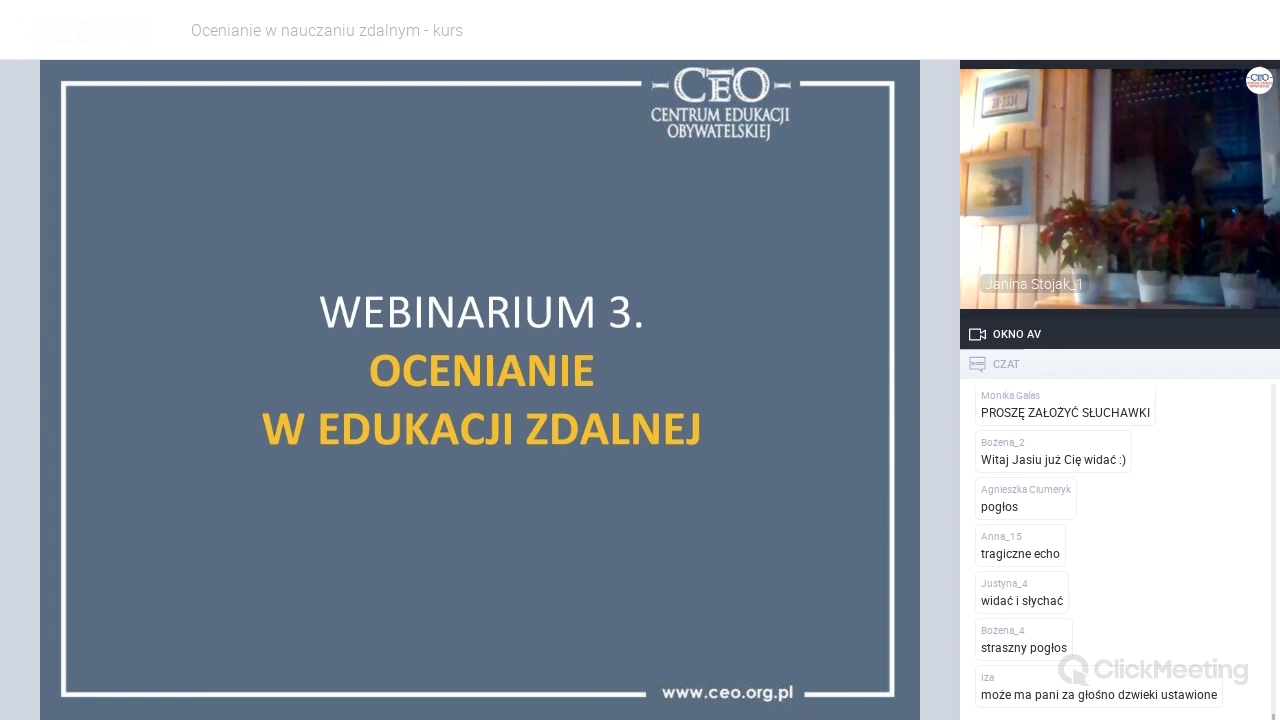 Ocenianie w nauczaniu zdalnym - kurs
CEO
CENTRUM EDUKACJI
OBYWATELSKIEJ
WEBINARIUM 3.
OCENIANIE
W EDUKACJI ZDALNEJ
www.ceo.org.pl
Janina Stojak_1
OKNO AV
CZAT
Monika Galas
PROSZĘ ZAŁOŻYĆ SŁUCHAWKI
Bożena_2
Witaj Jasiu już Cię widać :)
Agnieszka Ciumeryk
pogłos
Anna_15
tragiczne echo
Justyna_4
widać i słychać
Bożena_4
straszny pogłos
Iza
może ma pani za głośno dzwieki ustawione
ClickMeeting